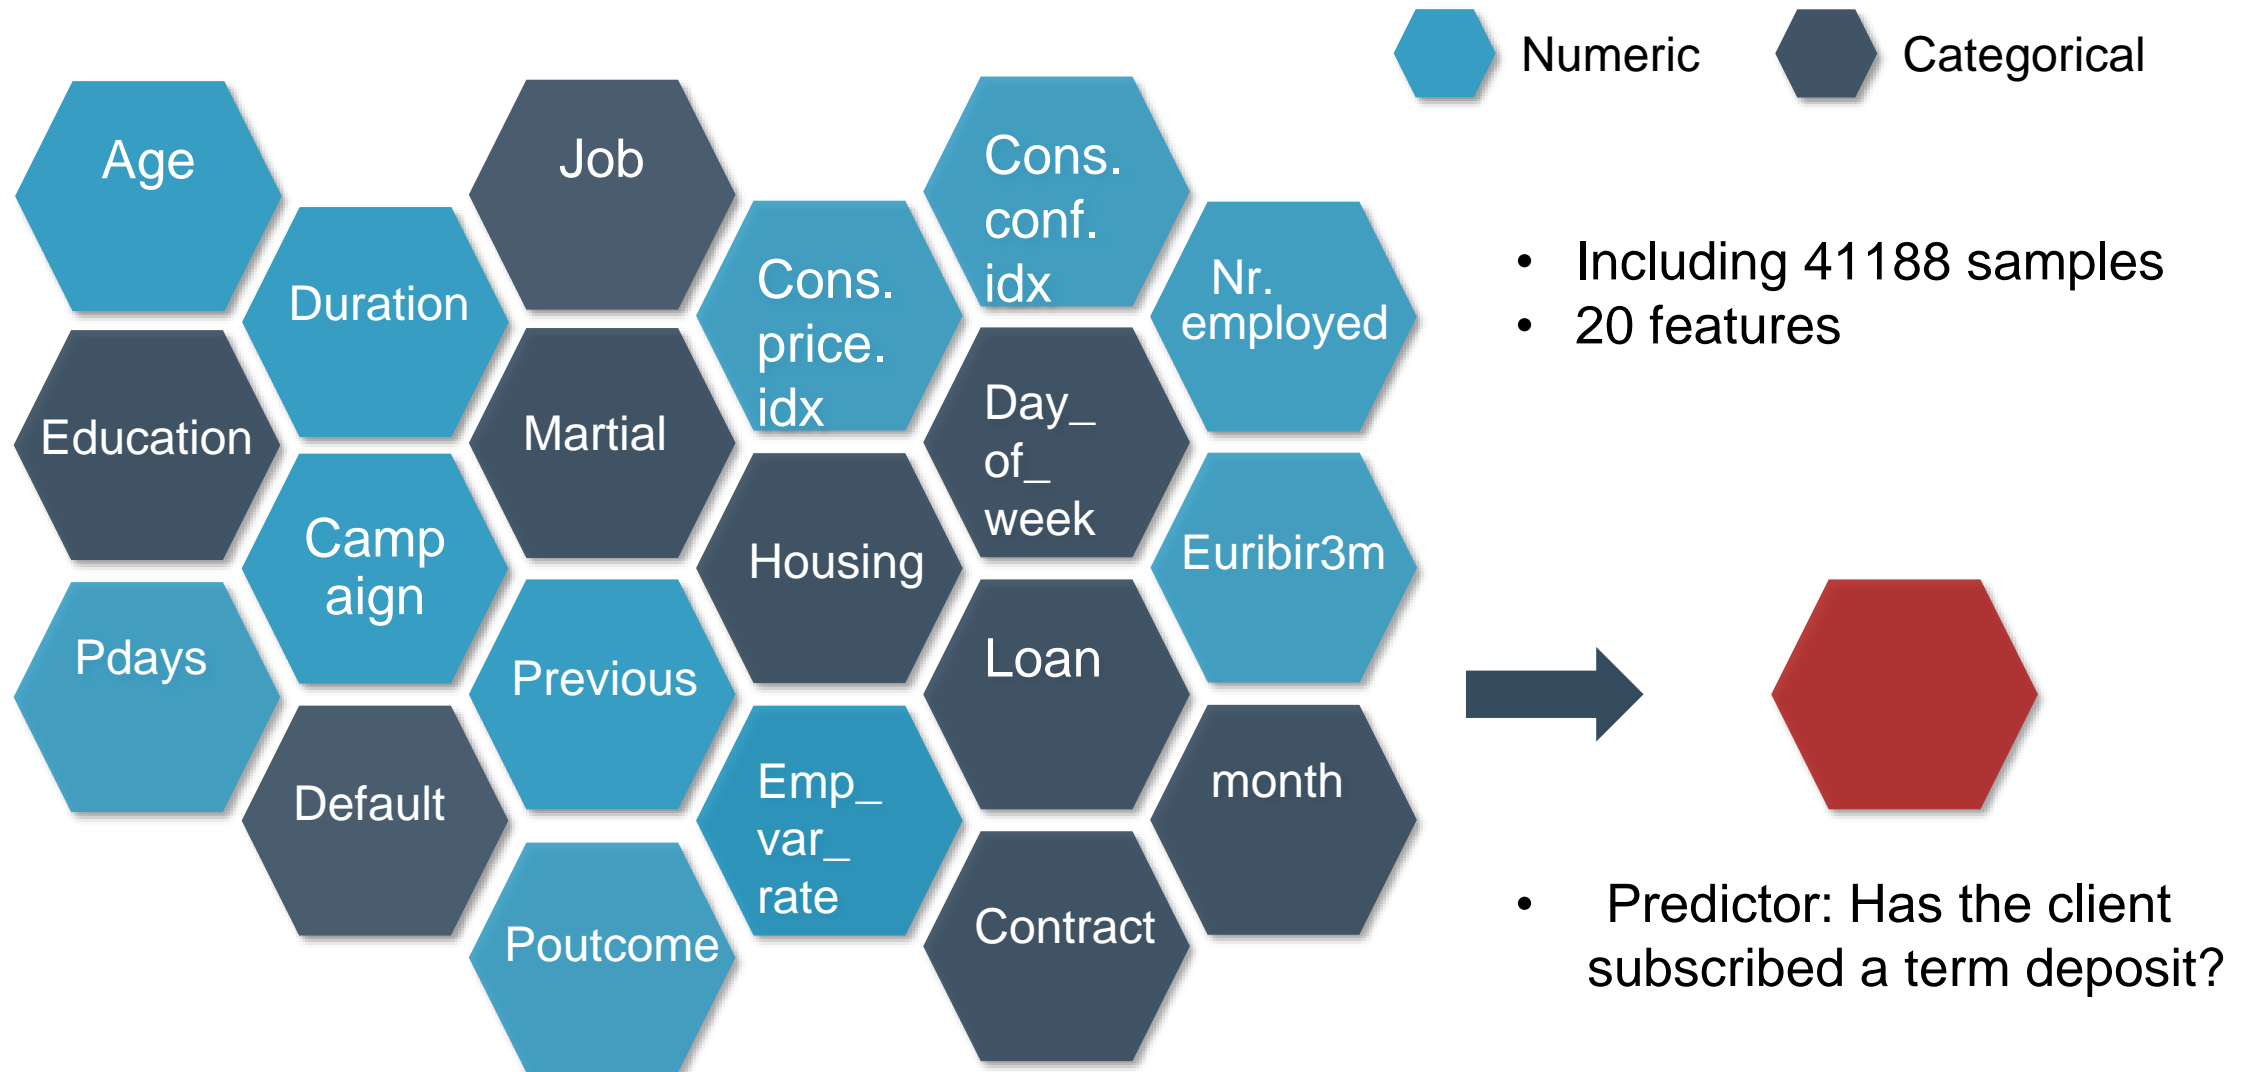 Numeric
Categorical
Age
Job
Cons.
conf.
idx
Duration
Cons.
price.
idx
Nr.
employed
Education
Martial
Day_
of_
week
Camp
aign
Housing
Euribir3m
Pdays
Previous
Loan
Default
Emp_
var_
rate
month
Poutcome
Contract
• Including 41188 samples
• 20 features
• Predictor: Has the client
subscribed a term deposit?